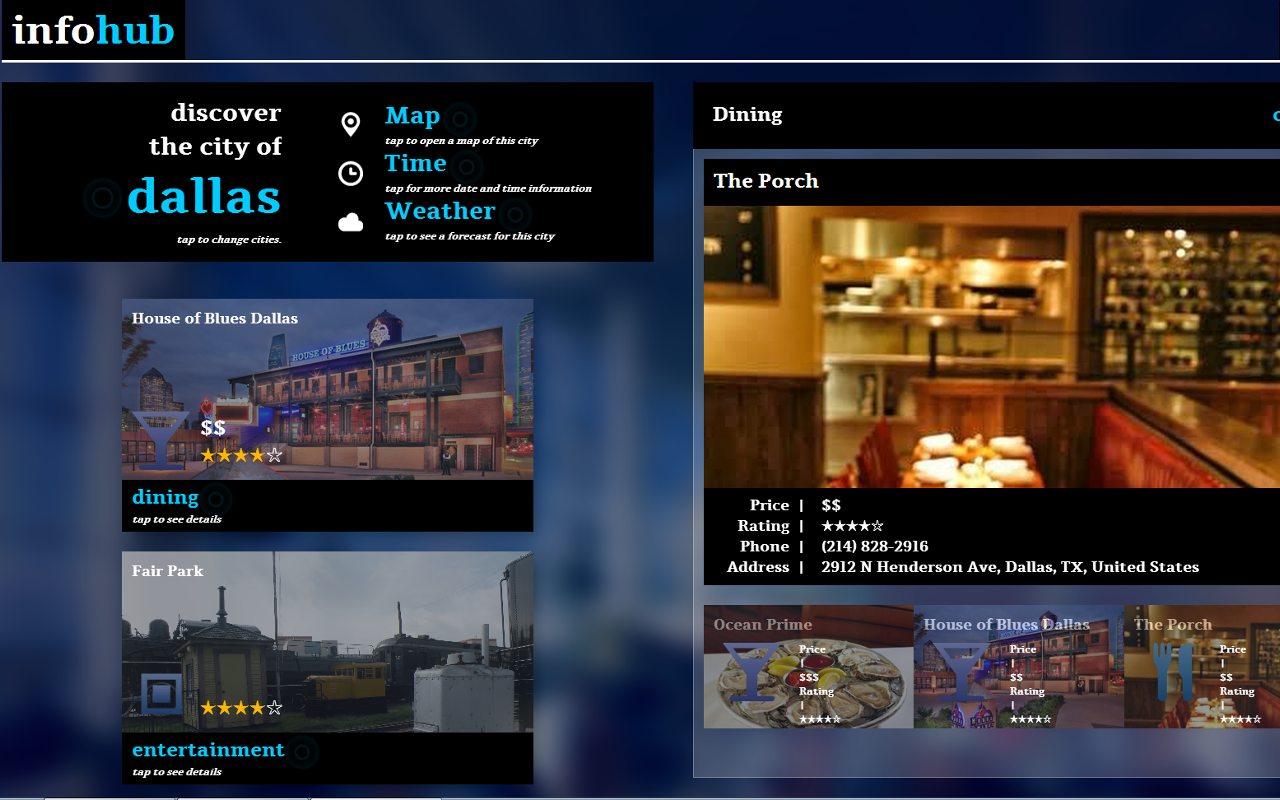 infohub
discover
the city of
dallas
tap to change cities.
Map
tap to open a map of this city
Time
tap for more date and time information
Weather
tap to see a forecast for this city
House of Blues Dallas
HOUSE OF BLUES
$$
★★★★☆
dining
tap to see details
Fair Park
★★★★☆
entertainment
tap to see details
Dining
The Porch
Price | $$
Rating | ★★★★☆
Phone | (214) 828-2916
Address | 2912 N Henderson Ave, Dallas, TX, United States
Ocean Prime
Price
|
$$$
Rating
|
★★★★☆
House of Blues Dallas
Price
|
$$
Rating
|
★★★★☆
The Porch
Price
|
$$
Rating
|
★★★★☆